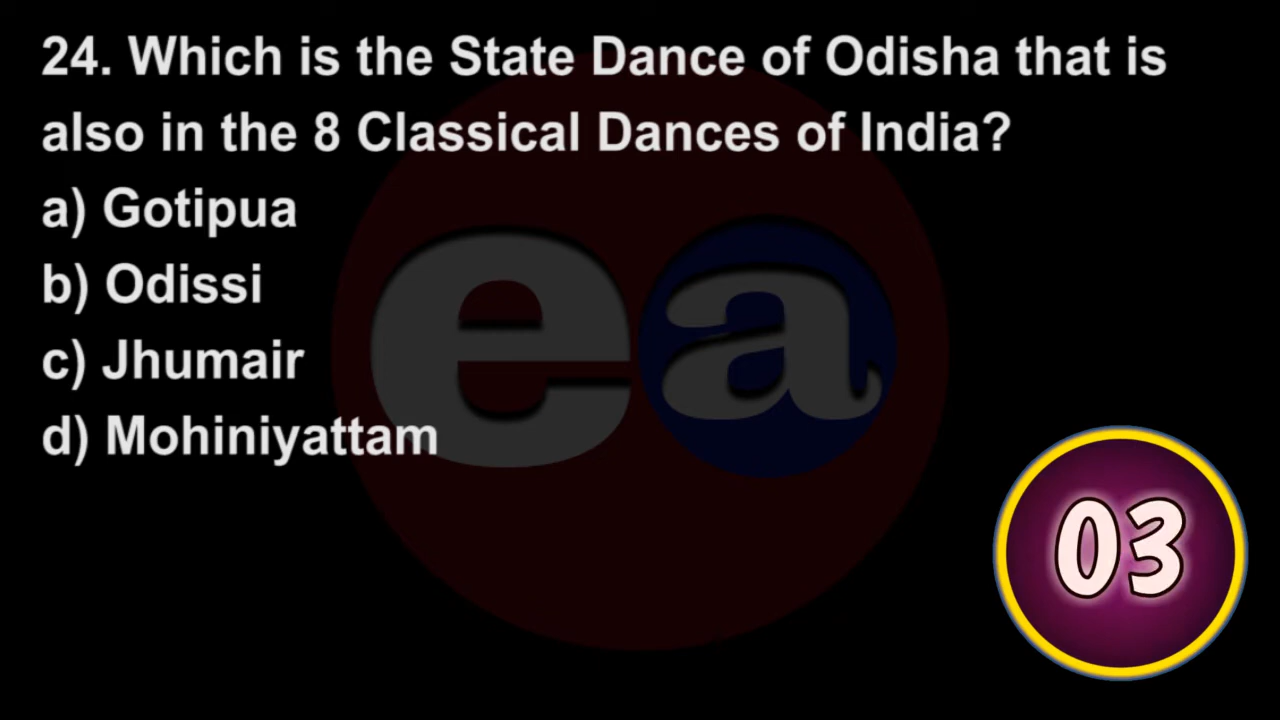 24. Which is the State Dance of Odisha that is
also in the 8 Classical Dances of India?
a) Gotipua
b) Odissi
c) Jhumair
d) Mohiniyattam
ea
03